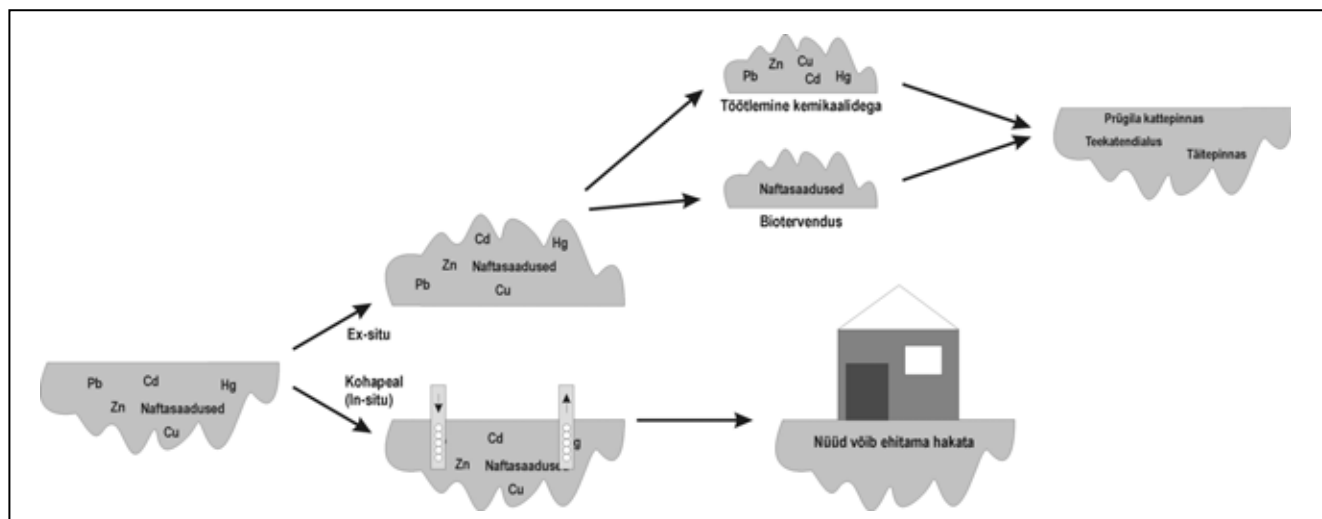 Pb
Zn
Cu
Cd
Hg
Töötlemine kemikaalidega
Prügila kattepinnas
Teekatendialus
Täitepinnas
Naftasaadused
Biotervendus
Cd
Hg
Zn
Naftasaadused
Pb
Cu
Ex-situ
Pb
Cd
Hg
Zn
Naftasaadused
Cu
Kohapeal
(In-situ)
Cd
g
Zn
Naftasaadused
Cu
Nüüd võib ehitama hakata